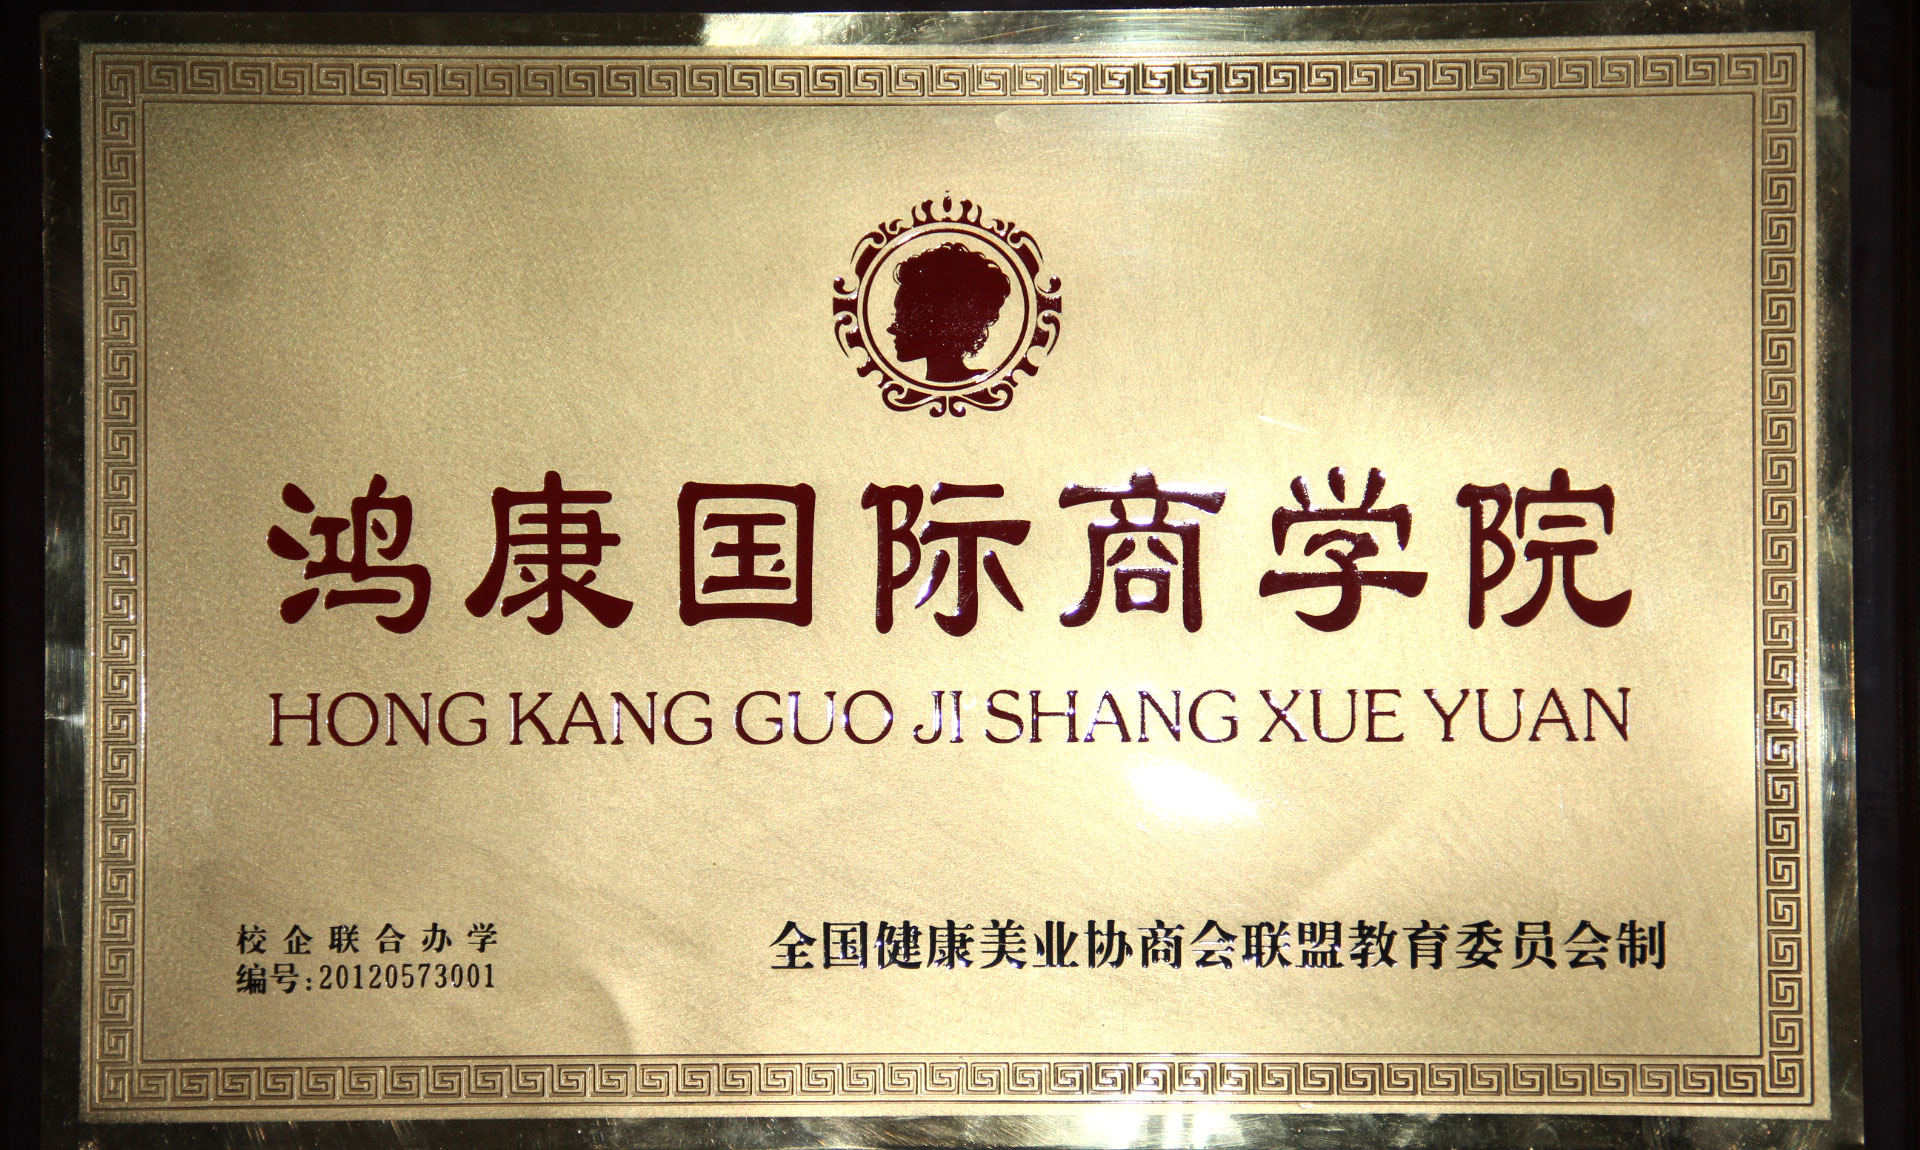 鸿康国际商学院
HONG KANG GUO JI SHANG XUE YUAN
校企联合办学
编号:20120573001
全国健康美业协商会联盟教育委员会制